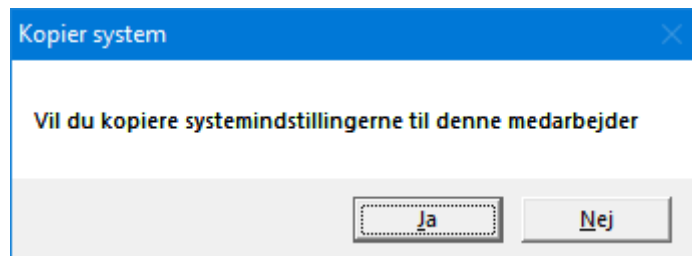 Kopier system
Vil du kopiere systemindstillingerne til denne medarbejder
Ja
Nej